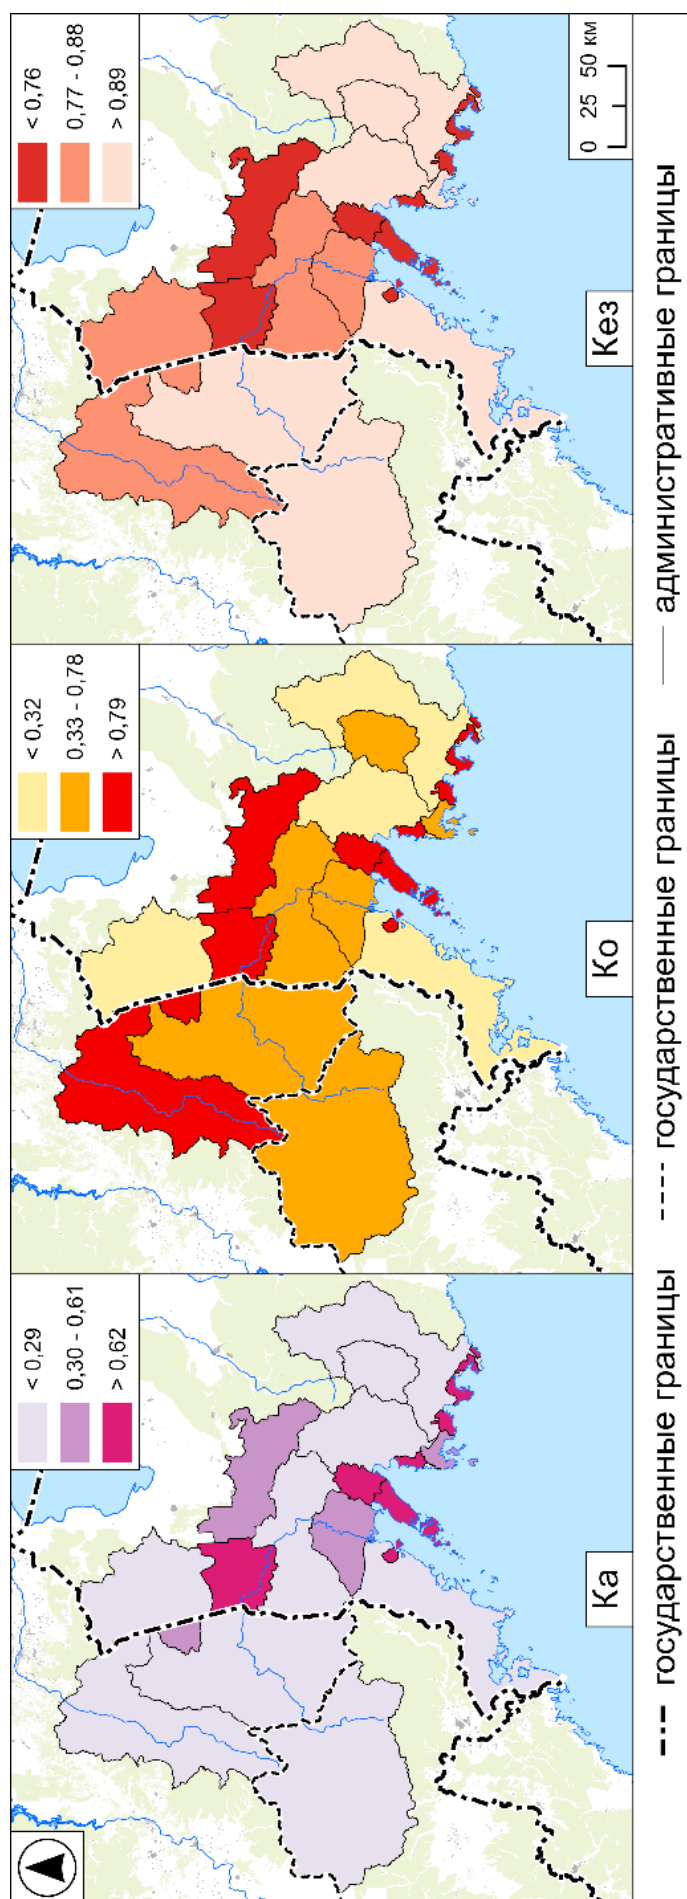 < 0,29
0,30 - 0,61
> 0,62
Ка
< 0,32
0,33 - 0,78
> 0,79
Ко
< 0,76
0,77 - 0,88
> 0,89
Кез
0 25 50 км
государственные границы
государственные границы
административные границы